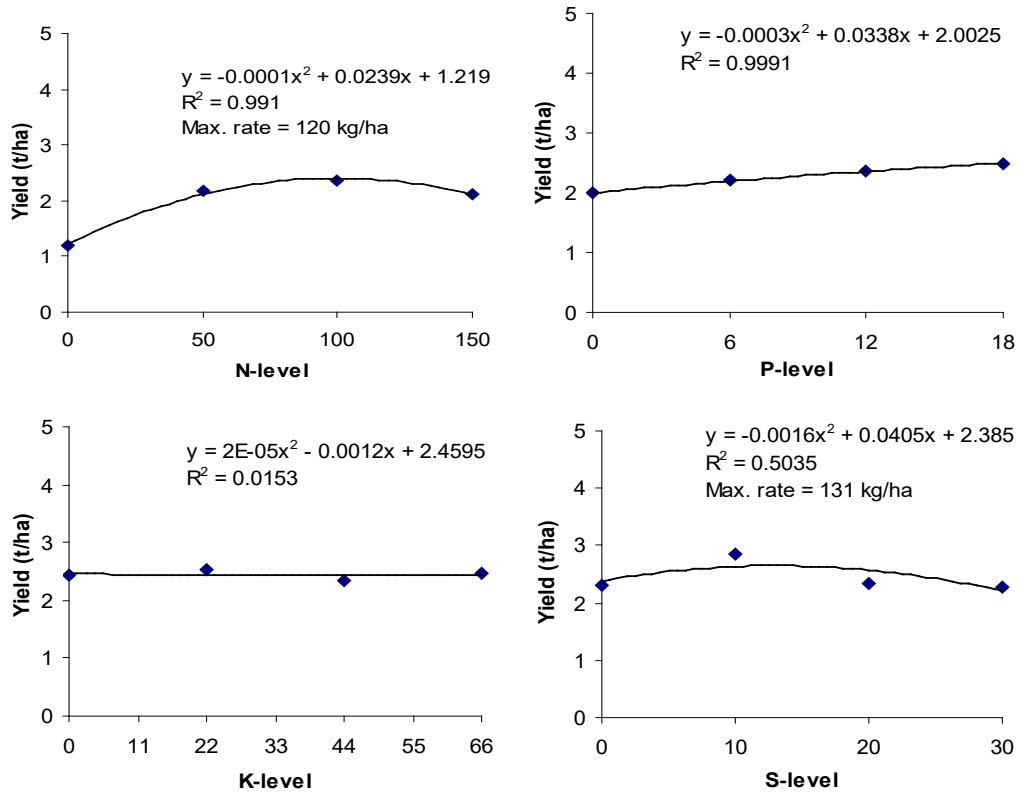 5
4
3
2
1
0
Yield (t/ha)
y = -0.0001x² + 0.0239x + 1.219
R² = 0.991
Max. rate = 120 kg/ha
0 50 100 150
N-level
5
4
3
2
1
0
Yield (t/ha)
y = -0.0003x² + 0.0338x + 2.0025
R² = 0.9991
0 6 12 18
P-level
5
4
3
2
1
0
Yield (t/ha)
y = 2E-05x² - 0.0012x + 2.4595
R² = 0.0153
0 11 22 33 44 55 66
K-level
5
4
3
2
1
0
Yield (t/ha)
y = -0.0016x² + 0.0405x + 2.385
R² = 0.5035
Max. rate = 131 kg/ha
0 10 20 30
S-level